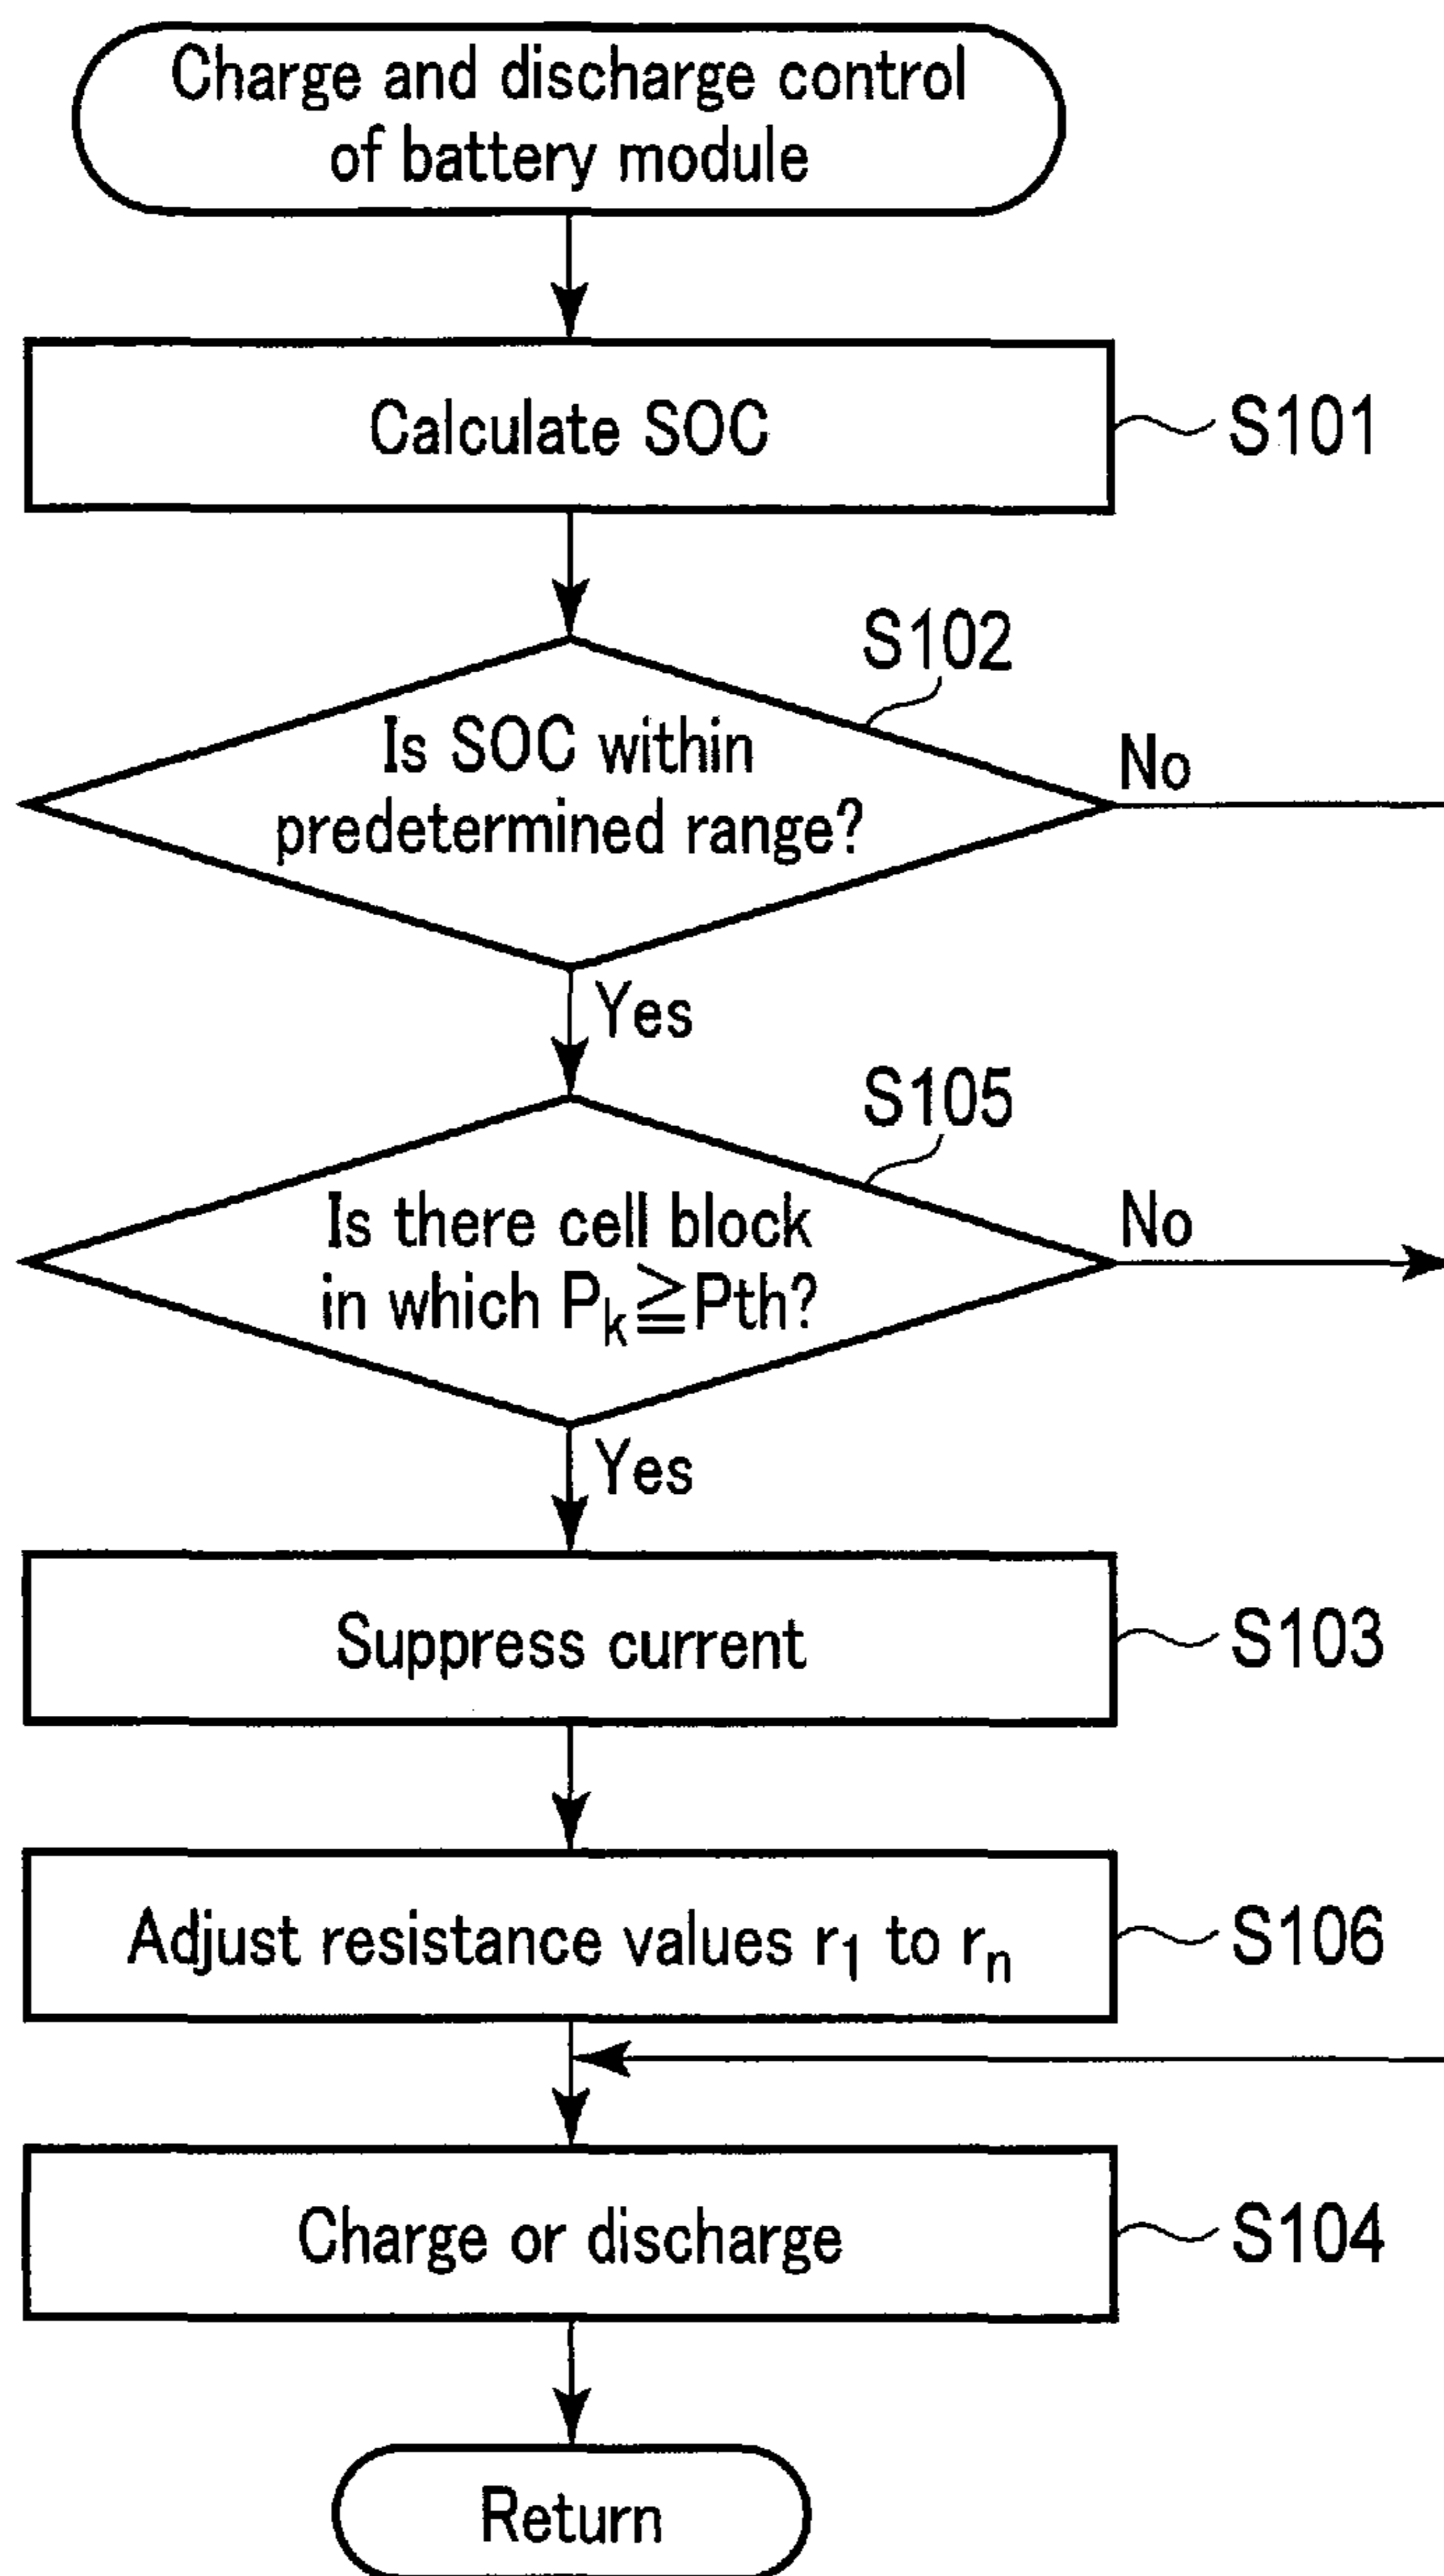 Charge and discharge control
of battery module
Calculate SOC
S101
S102
Is SOC within
predetermined range?
No
Yes
S105
Is there cell block
in which Pk≧Pth?
No
Yes
Suppress current
S103
Adjust resistance values r1 to rn
S106
Charge or discharge
S104
Return